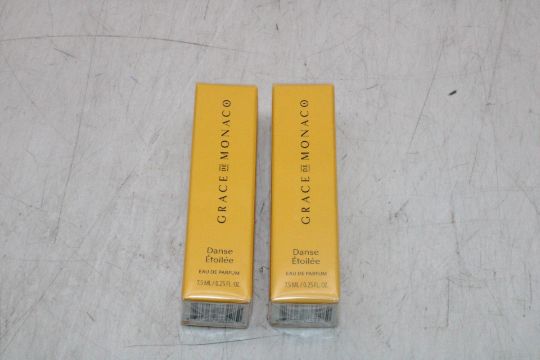 GRACE DE MONACO
Danse
Étoilée
EAU DE PARFUM
7.5 ML / 0.25 FL. OZ.
GRACE DE MONACO
Danse
Étoilée
EAU DE PARFUM
7.5 ML / 0.25 FL. OZ.